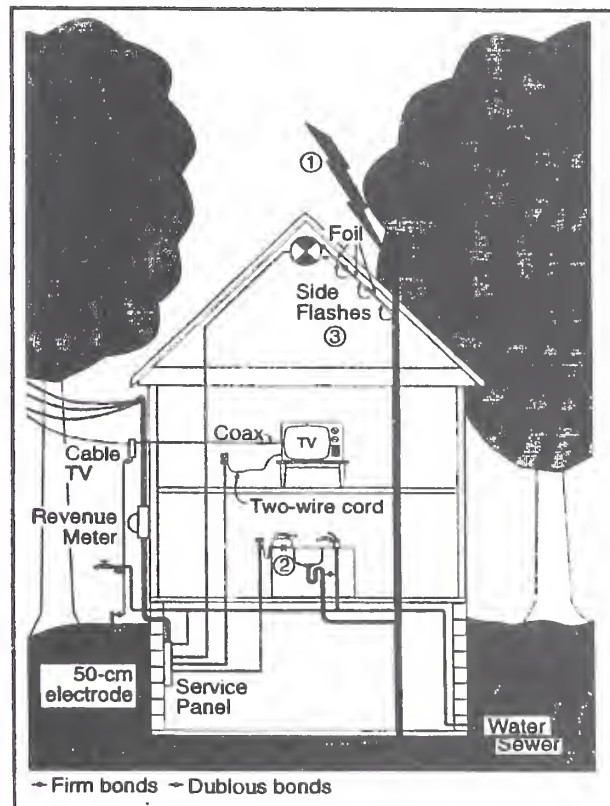 ①
Foil
Side
Flashes
③
Coax
TV
Cable
TV
Two-wire cord
Revenue
Meter
②
50-cm
electrode
Service
Panel
Water
Sewer
Firm bonds Dublous bonds